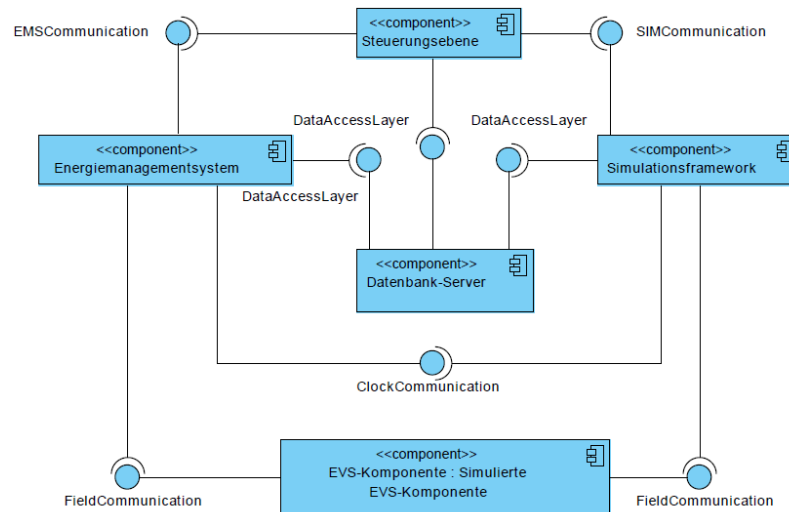 EMSCommunication
<<component>>
Steuerungsebene
SIMCommunication
DataAccessLayer
DataAccessLayer
<<component>>
Energiemanagementsystem
<<component>>
Simulationsframework
DataAccessLayer
<<component>>
Datenbank-Server
ClockCommunication
<<component>>
EVS-Komponente : Simulierte
EVS-Komponente
FieldCommunication
FieldCommunication